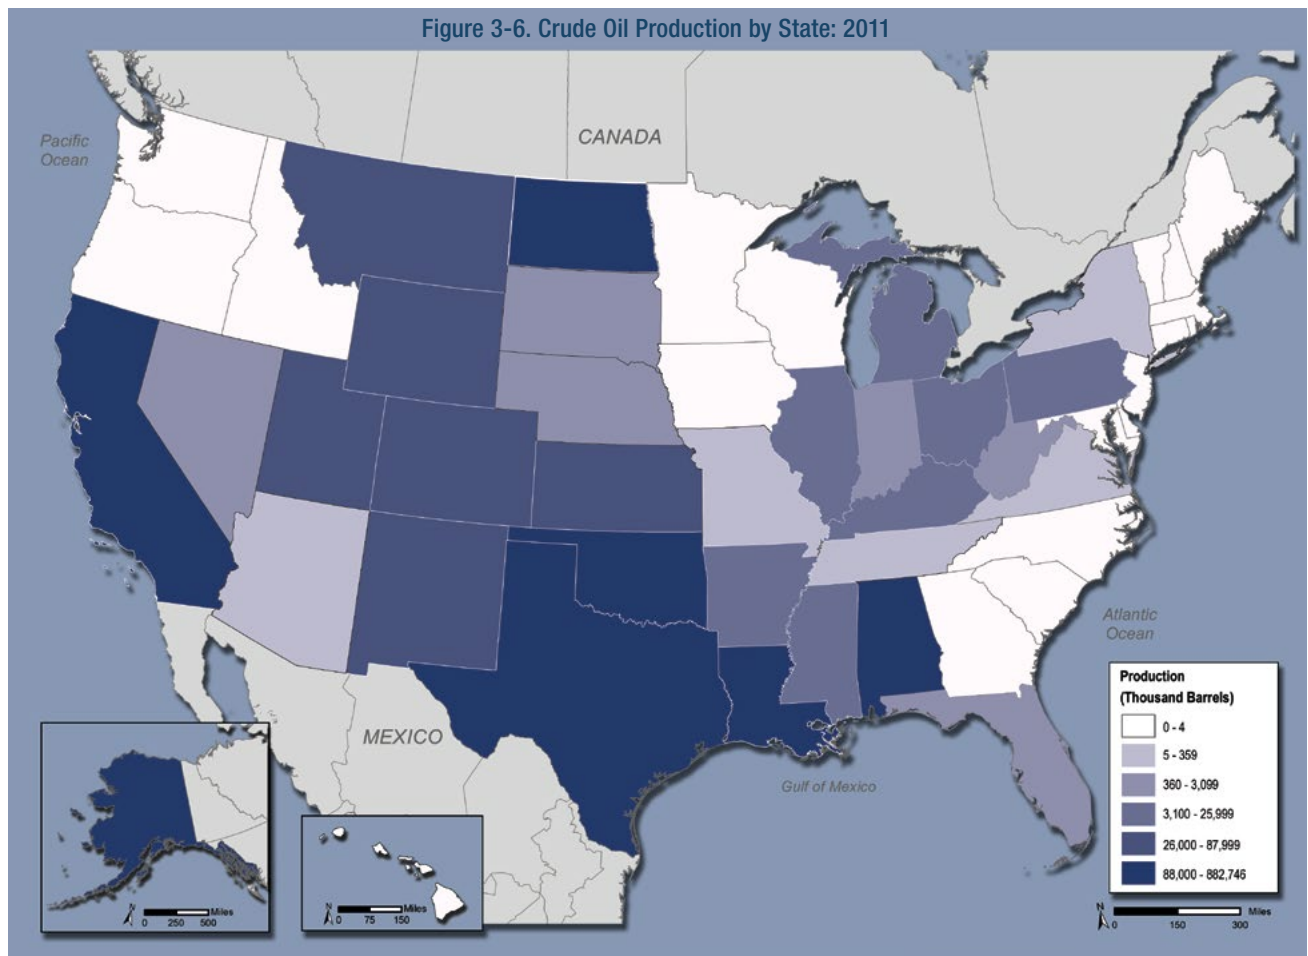 Figure 3-6. Crude Oil Production by State: 2011
Pacific
Ocean
CANADA
Atlantic
Ocean
MEXICO
Gulf of Mexico
Production
(Thousand Barrels)
0 - 4
5 - 359
360 - 3,099
3,100 - 25,999
26,000 - 87,999
88,000 - 882,746
N
Miles
0 250 500
N
Miles
0 75 150
N
Miles
0 150 300